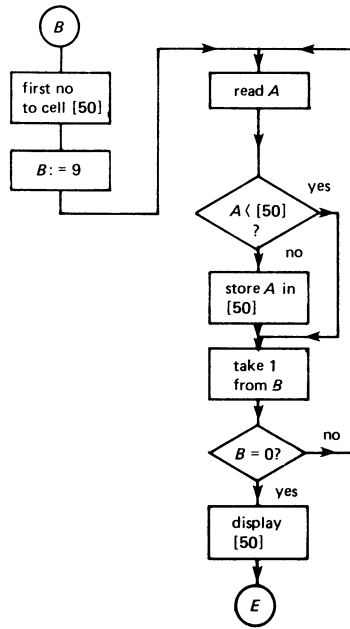 B
first no
to cell [50]
B: = 9
read A
yes
A < [50]
?
no
store A in
[50]
take 1
from B
B = 0?
no
yes
display
[50]
E